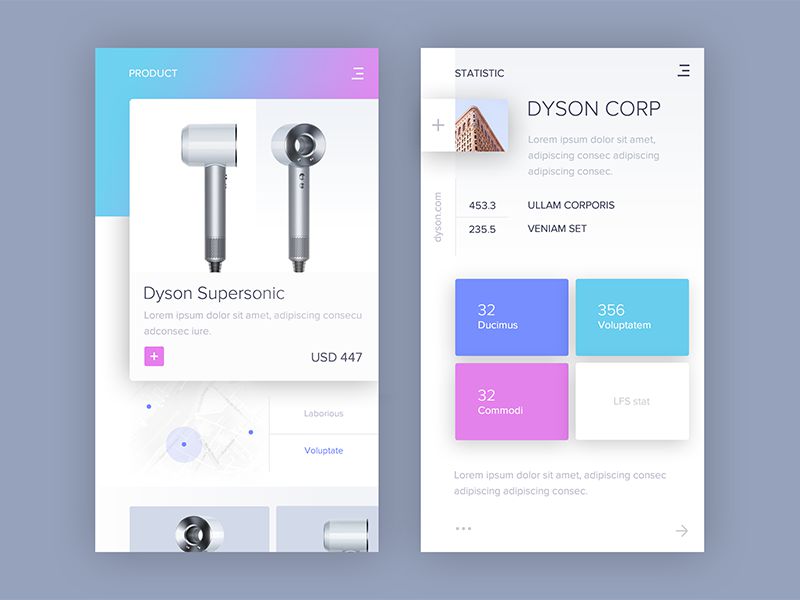 PRODUCT
Dyson Supersonic
Lorem ipsum dolor sit amet, adipiscing consecu
adconsec iure.
+
USD 447
Laborious
Voluptate
STATISTIC
+
DYSON CORP
Lorem ipsum dolor sit amet,
adipiscing consec adipiscing
consec adipiscing consec.
dyson.com
453.3 ULLAM CORPORIS
235.5 VENIAM SET
32
Ducimus
356
Voluptatem
32
Commodi
LFS stat
Lorem ipsum dolor sit amet, adipiscing consec
adipiscing consec adipiscing consec.